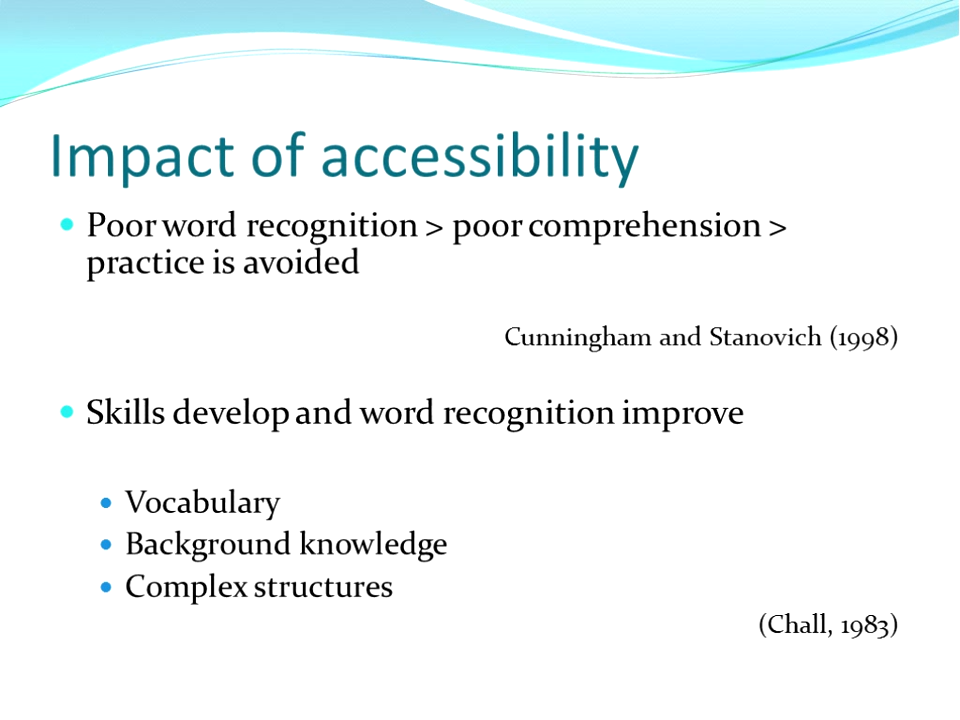 Impact of accessibility
Poor word recognition > poor comprehension >
practice is avoided
Cunningham and Stanovich (1998)
Skills develop and word recognition improve
Vocabulary
Background knowledge
Complex structures
(Chall, 1983)